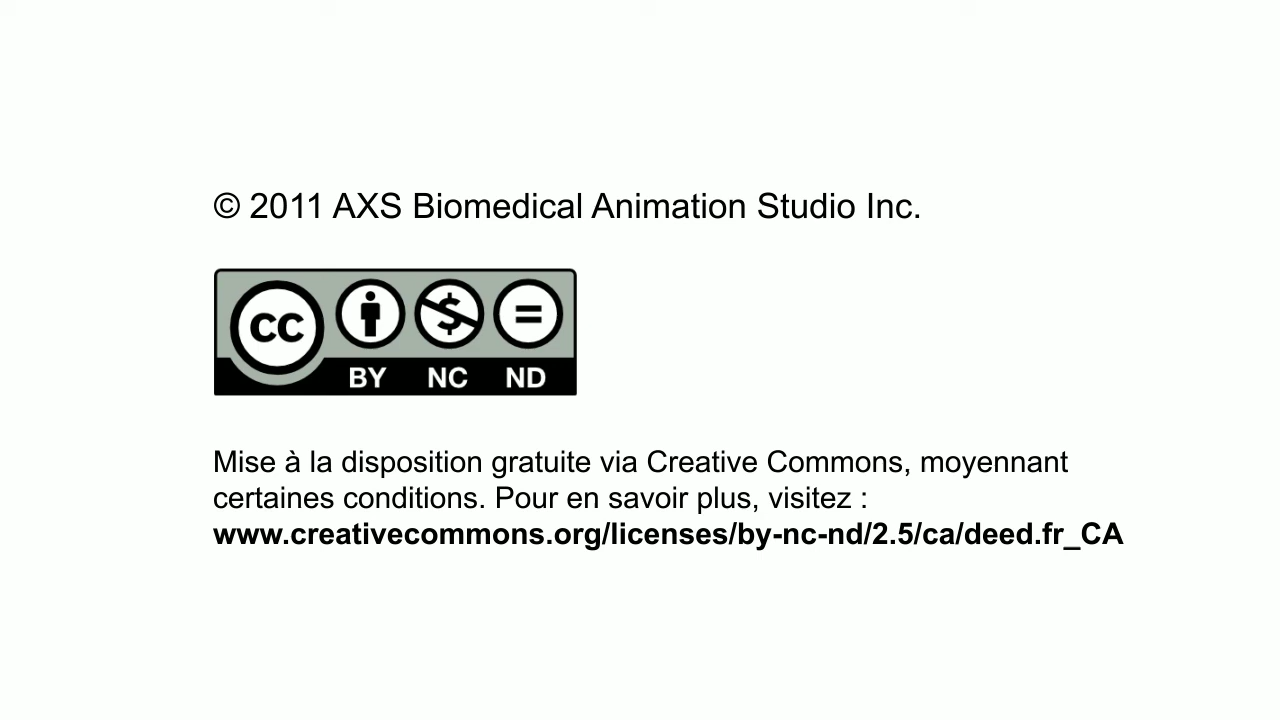 © 2011 AXS Biomedical Animation Studio Inc.
CC
$
=
BY NC ND
Mise à la disposition gratuite via Creative Commons, moyennant
certaines conditions. Pour en savoir plus, visitez :
www.creativecommons.org/licenses/by-nc-nd/2.5/ca/deed.fr_CA